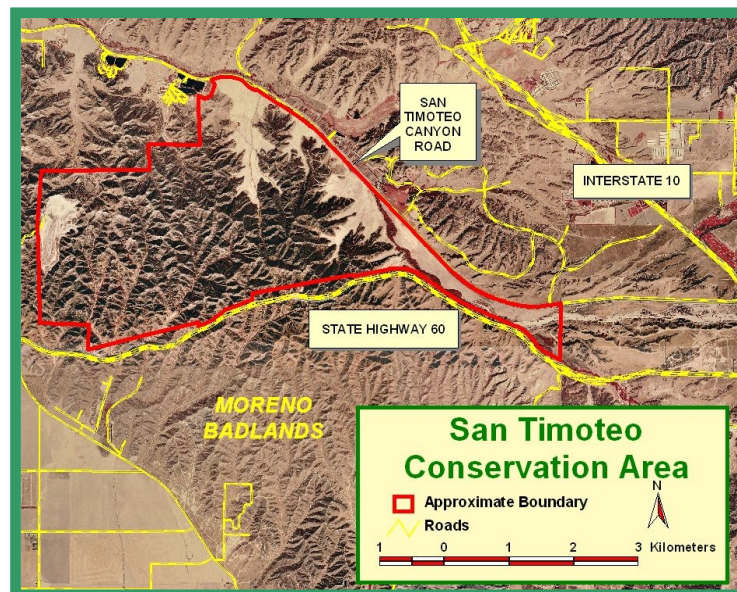 SAN
TIMOTEO
CANYON
ROAD
INTERSTATE 10
STATE HIGHWAY 60
MORENO
BADLANDS
San Timoteo
Conservation Area
Approximate Boundary
Roads
N
1 0 1 2 3 Kilometers